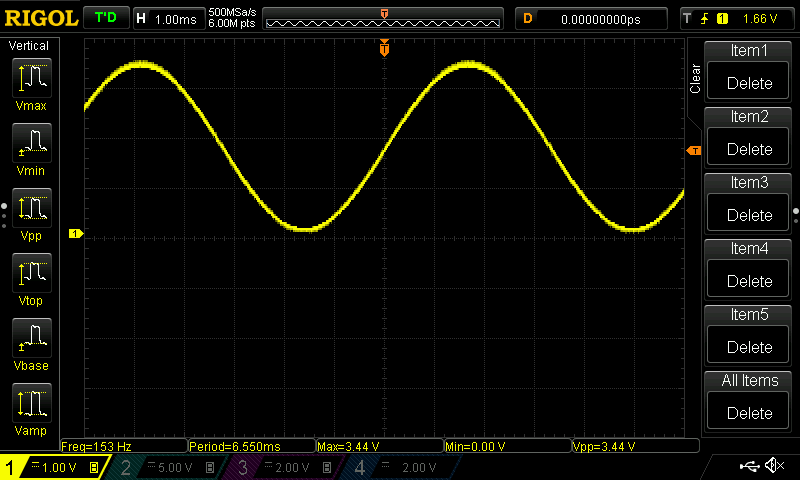 RIGOL T'D H 1.00ms 500MSa/s 6.00M pts T D 0.00000000ps T 1 1.66 V
Vertical
Vmax
Vmin
Vpp
Vtop
Vbase
Vamp
T
T
1
Clear
Item1
Delete
Item2
Delete
Item3
Delete
Item4
Delete
Item5
Delete
All Items
Delete
Freq=153 Hz Period=6.550ms Max=3.44 V Min=0.00 V Vpp=3.44 V
1 1.00 V B 2 5.00 V B 3 2.00 V B 4 2.00 V